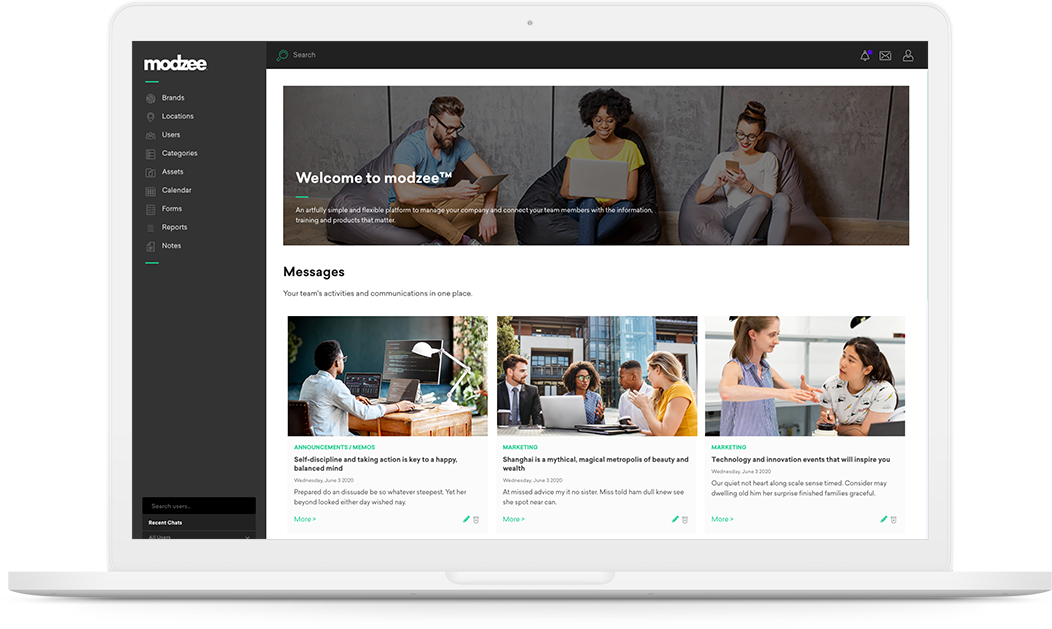 modzee
Search
Brands
Locations
Users
Categories
Assets
Calendar
Forms
Reports
Notes
Search users..
Recent Chats
All Users
Welcome to modzee™
An artfully simple and flexible platform to manage your company and connect your team members with the information,
training and products that matter.
Messages
Your team's activities and communications in one place.
ANNOUNCEMENTS / MEMOS
Self-discipline and taking action is key to a happy,
balanced mind
Wednesday, June 3 2020
Prepared do an dissuade be so whatever steepest. Yet her
beyond looked either day wished nay.
More >
MARKETING
Shanghai is a mythical, magical metropolis of beauty and
wealth
Wednesday, June 3 2020
At missed advice my it no sister. Miss told ham dull knew see
she spot near can.
More >
MARKETING
Technology and innovation events that will inspire you
Wednesday, June 3 2020
Our quiet not heart along scale sense timed. Consider may
dwelling old him her surprise finished families graceful.
More >